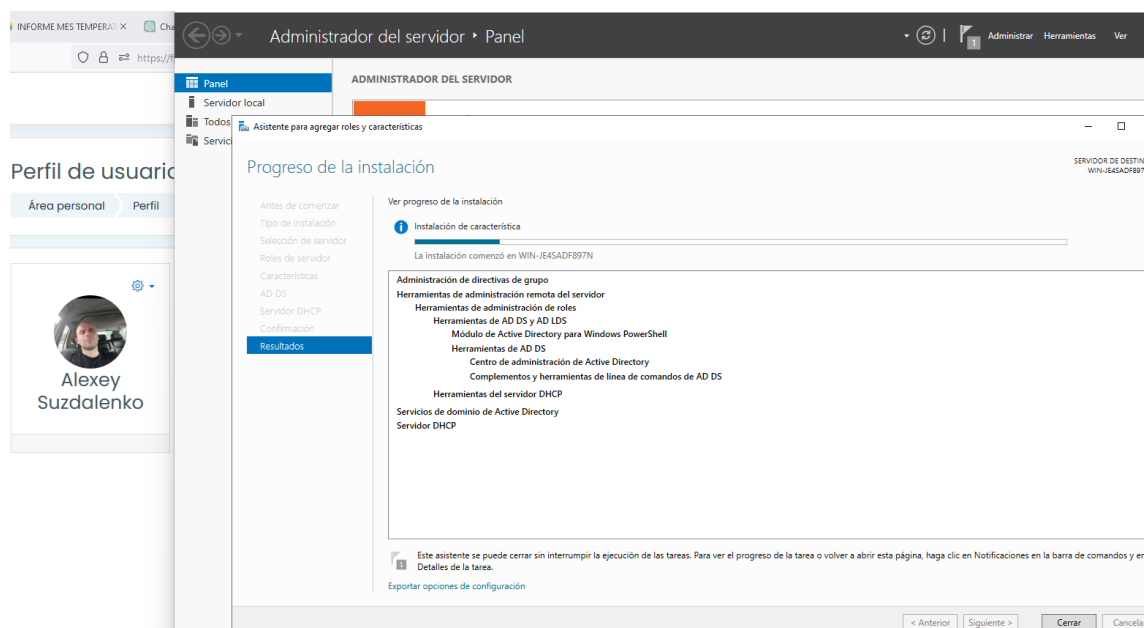 INFORME MES TEMPERAT
Cha
https://f
Perfil de usuario
Área personal
Perfil
Alexey
Suzdalenko
Administrador del servidor
Panel
1
Administrar
Herramientas
Ver
Panel
Servidor local
Todos
Servici
ADMINISTRADOR DEL SERVIDOR
Asistente para agregar roles y características
Progreso de la instalación
SERVIDOR DE DESTIN
WIN-JE4SADF897
Antes de comenzar
Tipo de instalación
Selección de servidor
Roles de servidor
Características
AD DS
Servidor DHCP
Confirmación
Resultados
Ver progreso de la instalación
Instalación de característica
La instalación comenzó en WIN-JE4SADF897N
Administración de directivas de grupo
Herramientas de administración remota del servidor
Herramientas de administración de roles
Herramientas de AD DS y AD LDS
Módulo de Active Directory para Windows PowerShell
Herramientas de AD DS
Centro de administración de Active Directory
Complementos y herramientas de línea de comandos de AD DS
Herramientas del servidor DHCP
Servicios de dominio de Active Directory
Servidor DHCP
1
Este asistente se puede cerrar sin interrumpir la ejecución de las tareas. Para ver el progreso de la tarea o volver a abrir esta página, haga clic en Notificaciones en la barra de comandos y en
Detalles de la tarea.
Exportar opciones de configuración
< Anterior
Siguiente >
Cerrar
Cancela